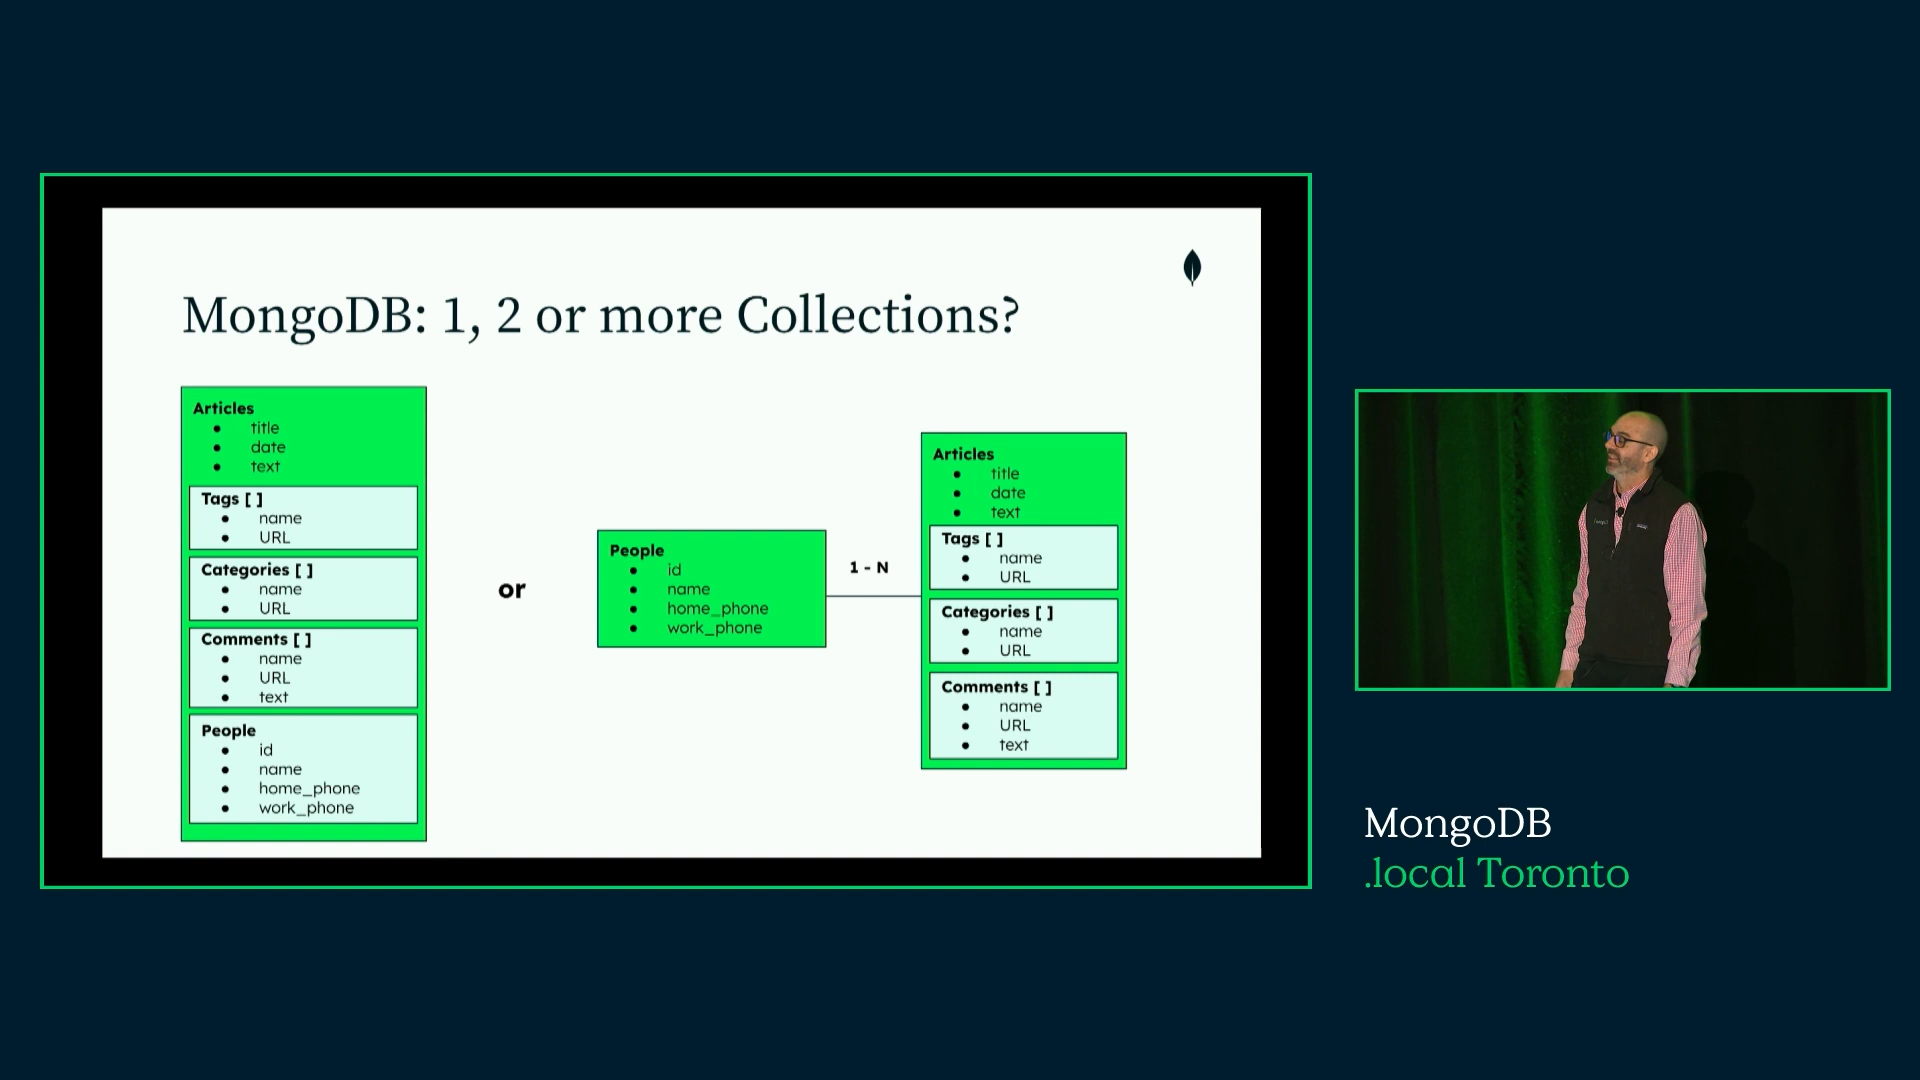 MongoDB: 1, 2 or more Collections?
Articles
● title
● date
● text
Tags [ ]
● name
● URL
Categories [ ]
● name
● URL
Comments [ ]
● name
● URL
● text
People
● id
● name
● home_phone
● work_phone
or
People
● id
● name
● home_phone
● work_phone
1 - N
Articles
● title
● date
● text
Tags [ ]
● name
● URL
Categories [ ]
● name
● URL
Comments [ ]
● name
● URL
● text
MongoDB
.local Toronto